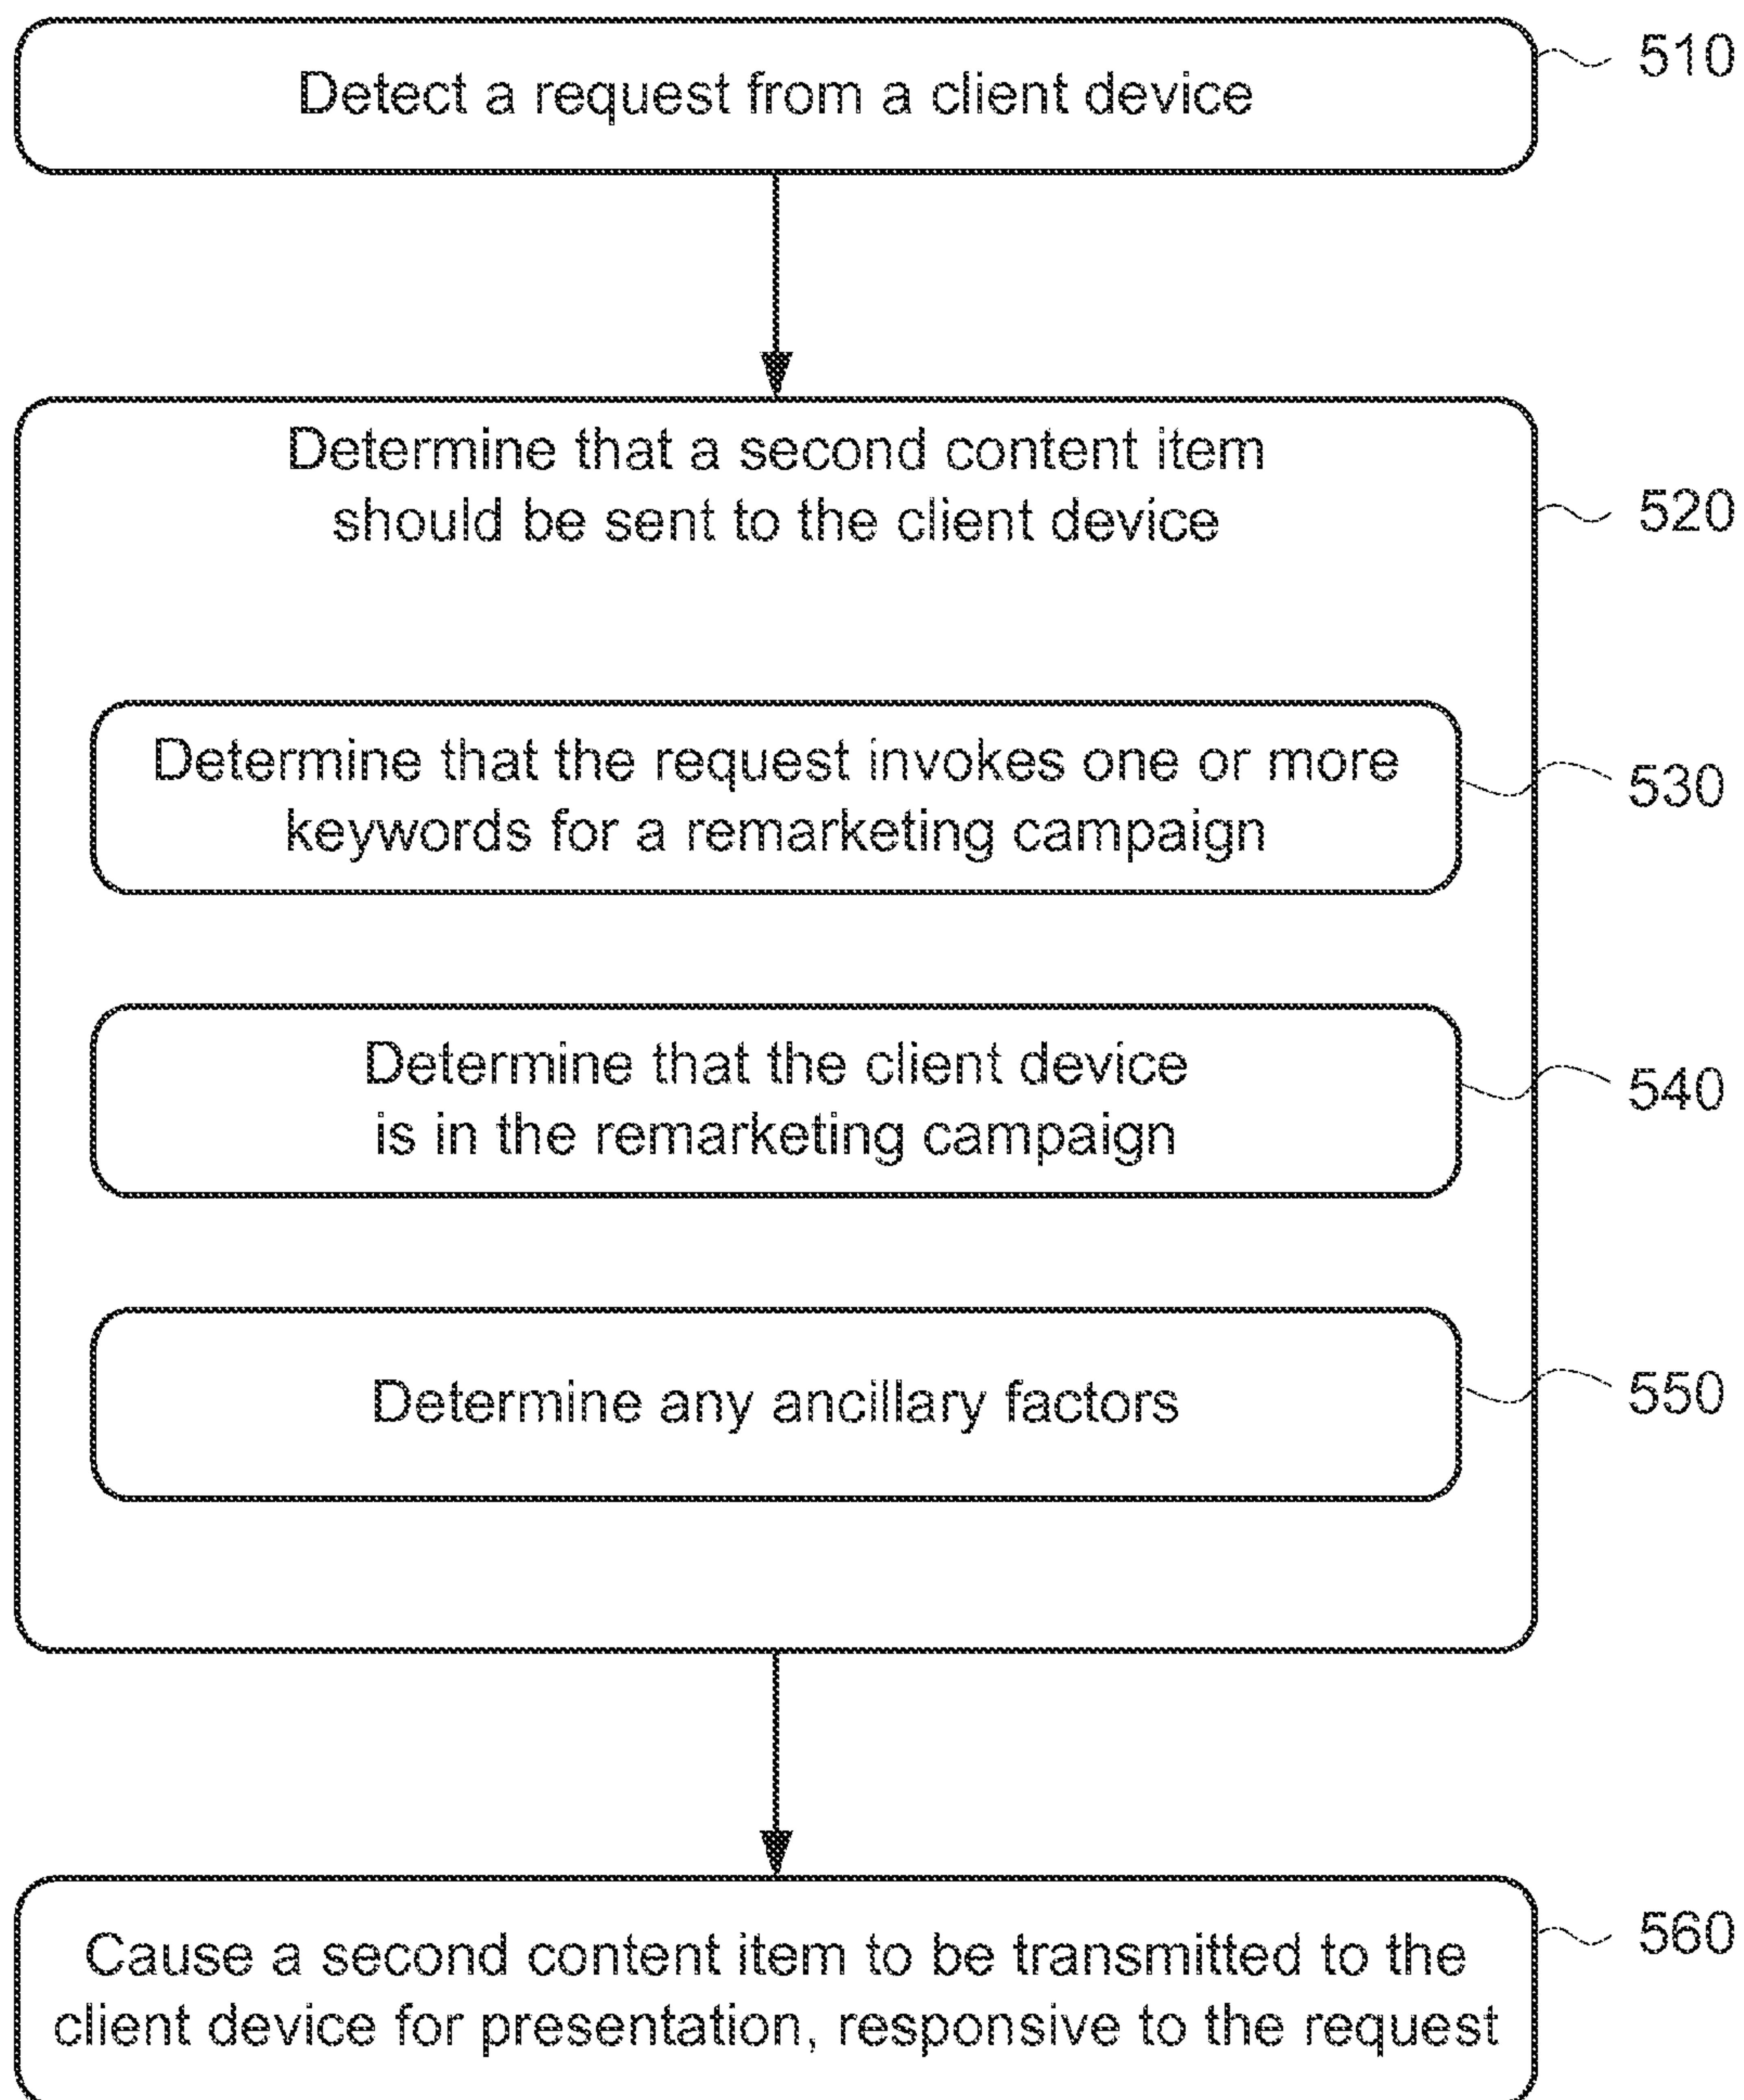 Detect a request from a client device
510
Determine that a second content item
should be sent to the client device
520
Determine that the request invokes one or more
keywords for a remarketing campaign
530
Determine that the client device
is in the remarketing campaign
540
Determine any ancillary factors
550
Cause a second content item to be transmitted to the
client device for presentation, responsive to the request
560